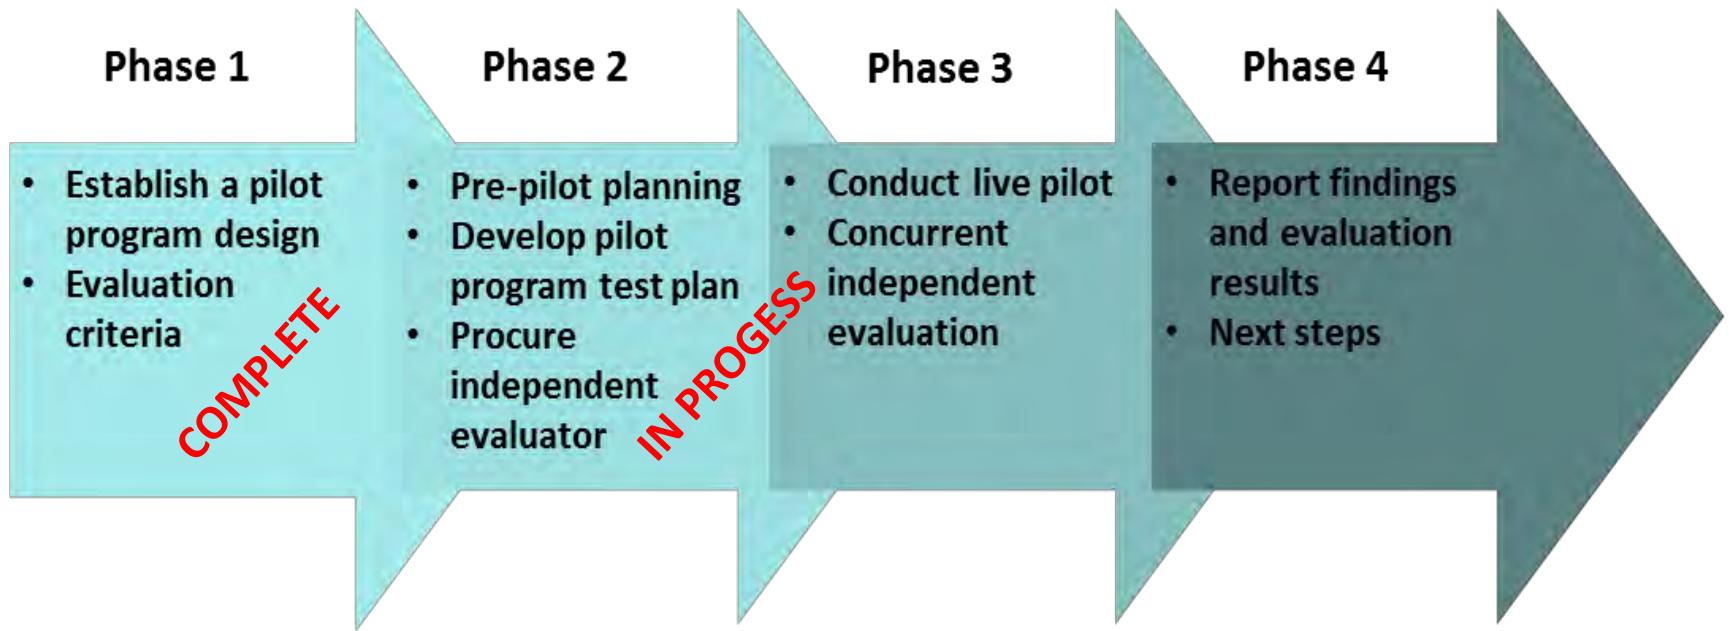 Phase 1
• Establish a pilot
program design
• Evaluation
criteria
COMPLETE
Phase 2
• Pre-pilot planning
• Develop pilot
program test plan
• Procure
independent
evaluator
IN PROGESS
Phase 3
• Conduct live pilot
• Concurrent
independent
evaluation
Phase 4
• Report findings
and evaluation
results
• Next steps